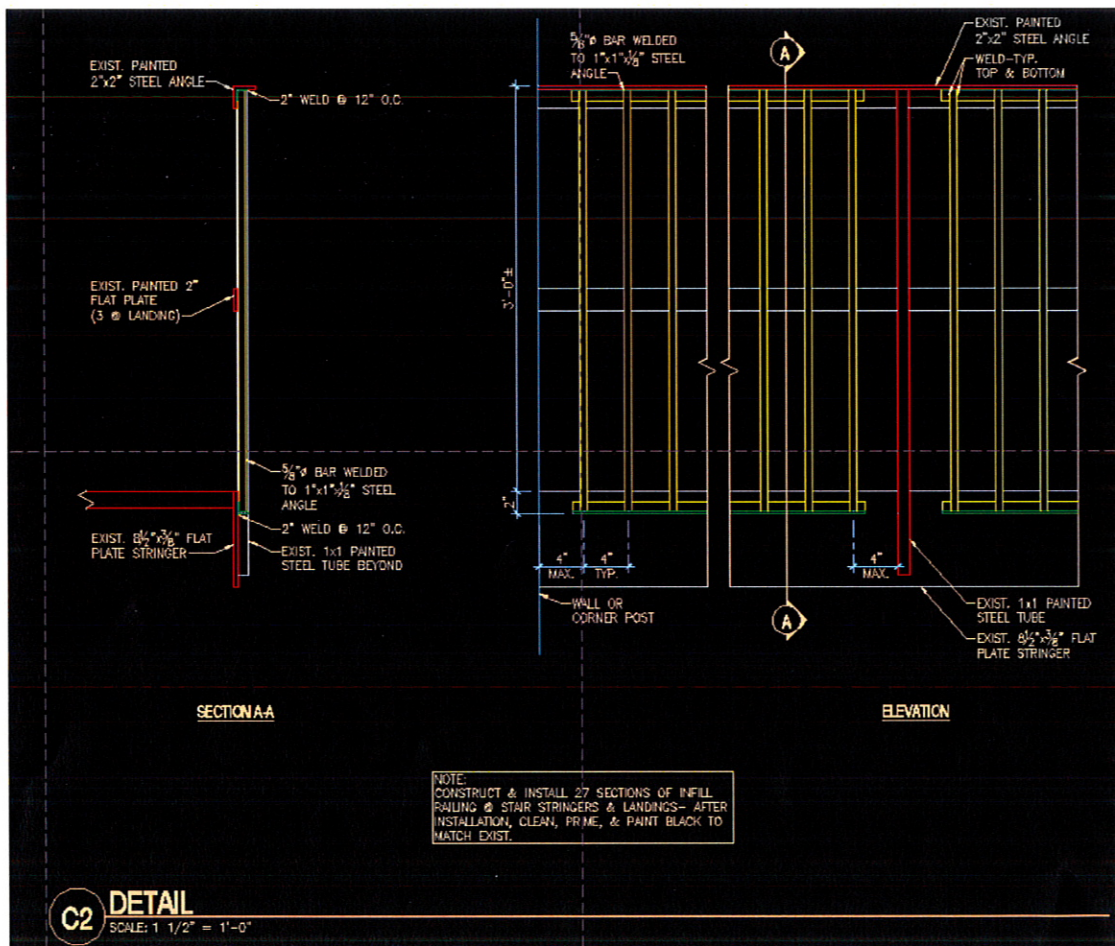 EXIST. PAINTED
2"x2" STEEL ANGLE
2" WELD @ 12" O.C.
EXIST. PAINTED 2"
FLAT PLATE
(3 @ LANDING)
5/8"ø BAR WELDED
TO 1"x1"x1/8" STEEL
ANGLE
2" WELD @ 12" O.C.
EXIST. 8½"x3/8" FLAT
PLATE STRINGER
EXIST. 1x1 PAINTED
STEEL TUBE BEYOND
SECTION A-A
5/8"ø BAR WELDED
TO 1"x1"x1/8" STEEL
ANGLE
A
EXIST. PAINTED
2"x2" STEEL ANGLE
WELD-TYP.
TOP & BOTTOM
3'-0"±
2"
4"
MAX.
4"
TYP.
4"
MAX.
WALL OR
CORNER POST
A
EXIST. 1x1 PAINTED
STEEL TUBE
EXIST. 8½"x3/8" FLAT
PLATE STRINGER
ELEVATION
NOTE:
CONSTRUCT & INSTALL 27 SECTIONS OF INFILL
RAILING @ STAIR STRINGERS & LANDINGS- AFTER
INSTALLATION, CLEAN, PRIME, & PAINT BLACK TO
MATCH EXIST.
C2 DETAIL
SCALE: 1 1/2" = 1'-0"